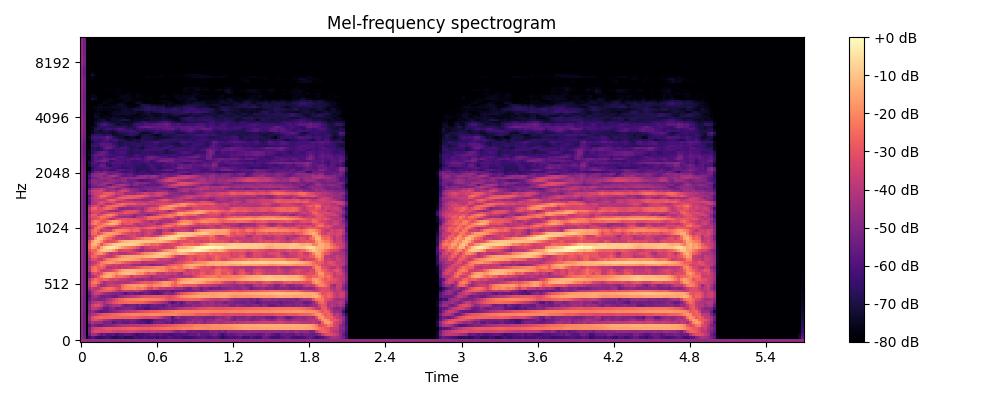 Mel-frequency spectrogram
8192
4096
2048
1024
512
0
Hz
0 0.6 1.2 1.8 2.4 3 3.6 4.2 4.8 5.4
Time
+0 dB
-10 dB
-20 dB
-30 dB
-40 dB
-50 dB
-60 dB
-70 dB
-80 dB